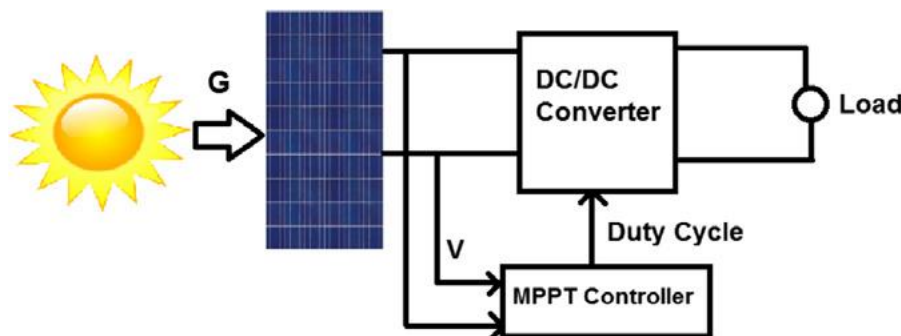 G
DC/DC
Converter
Load
Duty Cycle
V
MPPT Controller